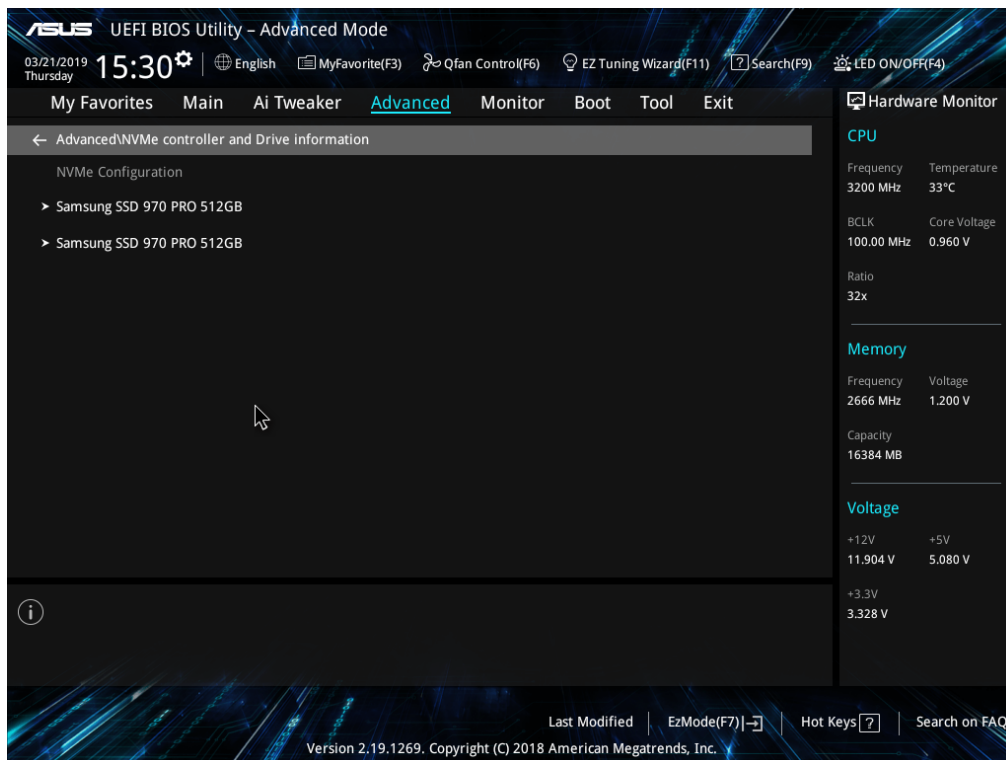 ASUS UEFI BIOS Utility – Advanced Mode
03/21/2019
Thursday
15:30
English
MyFavorite(F3)
Qfan Control(F6)
EZ Tuning Wizard(F11)
? Search(F9)
LED ON/OFF(F4)
My Favorites Main Ai Tweaker Advanced Monitor Boot Tool Exit
Hardware Monitor
← Advanced\NVMe controller and Drive information
NVMe Configuration
Samsung SSD 970 PRO 512GB
Samsung SSD 970 PRO 512GB
CPU
Frequency Temperature
3200 MHz 33°C
BCLK Core Voltage
100.00 MHz 0.960 V
Ratio
32x
Memory
Frequency Voltage
2666 MHz 1.200 V
Capacity
16384 MB
Voltage
+12V +5V
11.904 V 5.080 V
+3.3V
3.328 V
i
Last Modified
EzMode(F7)
Hot Keys ?
Search on FAQ
Version 2.19.1269. Copyright (C) 2018 American Megatrends, Inc.